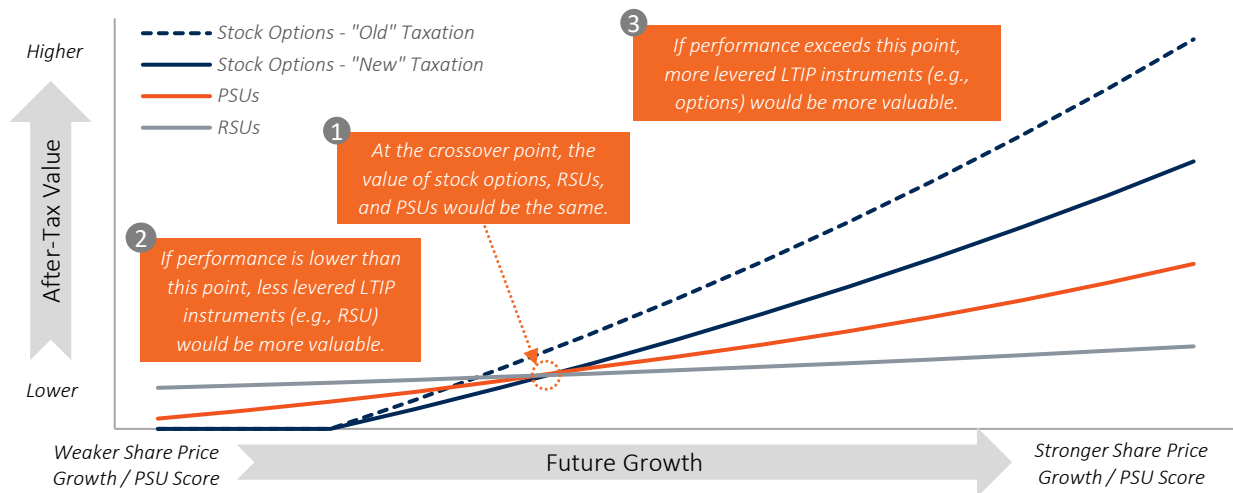 Higher
After-Tax Value
Lower
Stock Options - "Old" Taxation
Stock Options - "New" Taxation
PSUs
RSUs
1
At the crossover point, the
value of stock options, RSUs,
and PSUs would be the same.
2
If performance is lower than
this point, less levered LTIP
instruments (e.g., RSU)
would be more valuable.
3
If performance exceeds this point,
more levered LTIP instruments (e.g.,
options) would be more valuable.
Weaker Share Price
Growth / PSU Score
Future Growth
Stronger Share Price
Growth / PSU Score